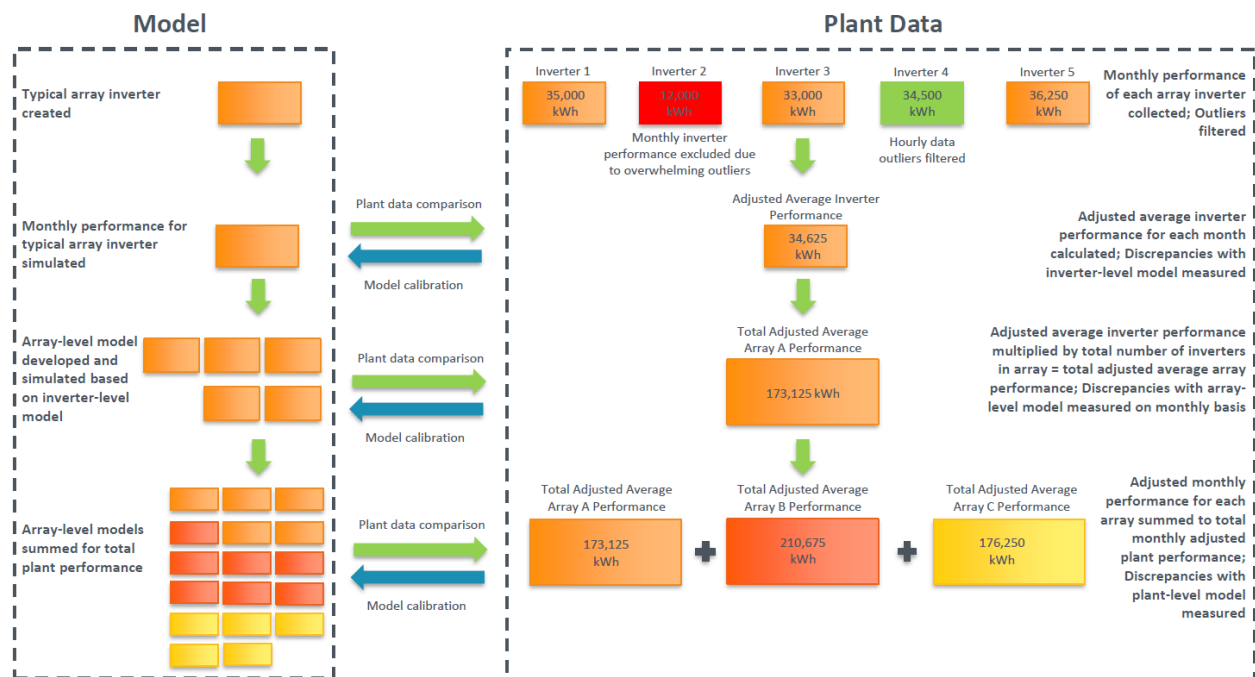 Model
Typical array inverter
created
Monthly performance for
typical array inverter
simulated
Array-level model
developed and
simulated based
on inverter-level
model
Array-level models
summed for total
plant performance
Plant data comparison
Model calibration
Plant data comparison
Model calibration
Plant data comparison
Model calibration
Plant Data
Inverter 1
35,000
kWh
Inverter 2
12,000
kWh
Monthly inverter
performance excluded due
to overwhelming outliers
Inverter 3
33,000
kWh
Inverter 4
34,500
kWh
Hourly data
outliers filtered
Inverter 5
36,250
kWh
Monthly performance
of each array inverter
collected; Outliers
filtered
Adjusted Average Inverter
Performance
34,625
kWh
Adjusted average inverter
performance for each month
calculated; Discrepancies with
inverter-level model measured
Total Adjusted Average
Array A Performance
173,125 kWh
Adjusted average inverter performance
multiplied by total number of inverters
in array = total adjusted average array
performance; Discrepancies with array-
level model measured on monthly basis
Total Adjusted Average
Array A Performance
173,125
kWh
Total Adjusted Average
Array B Performance
210,675
kWh
Total Adjusted Average
Array C Performance
176,250
kWh
Adjusted monthly
performance for each
array summed to total
monthly adjusted
plant performance;
Discrepancies with
plant-level model
measured